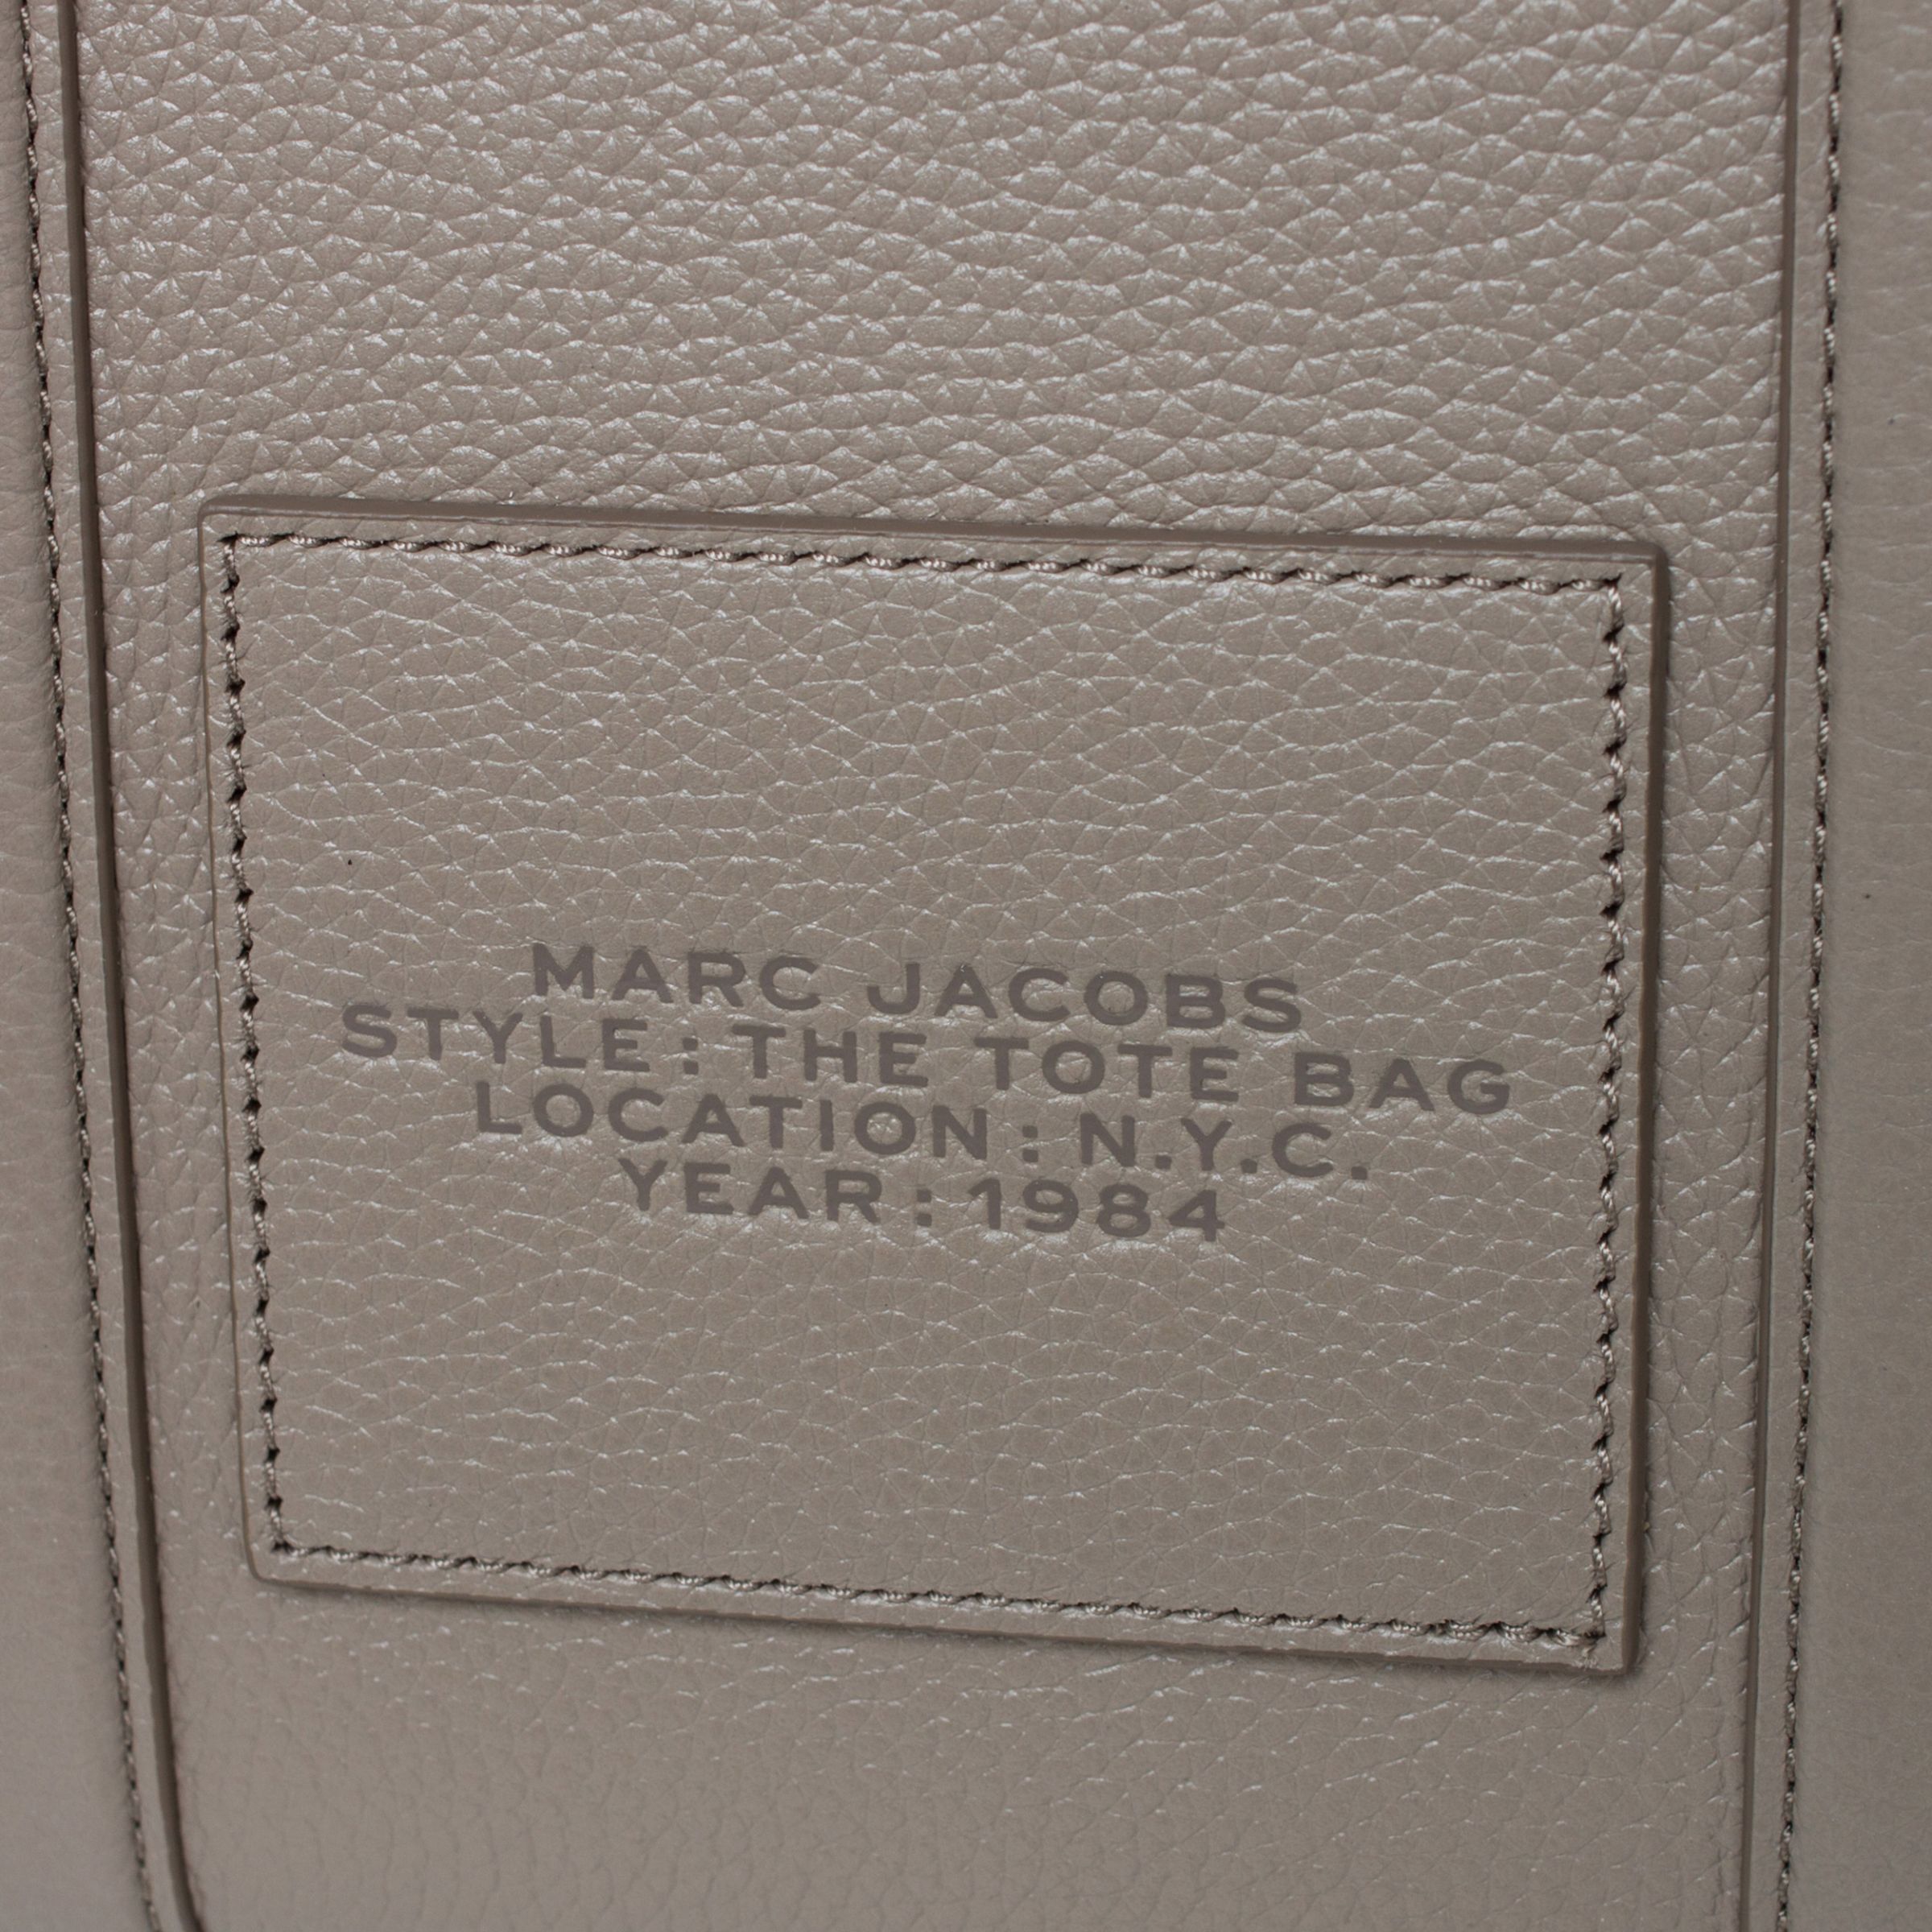 MARC JACOBS
STYLE: THE TOTE BAG
LOCATION: N.Y.C.
YEAR: 1984